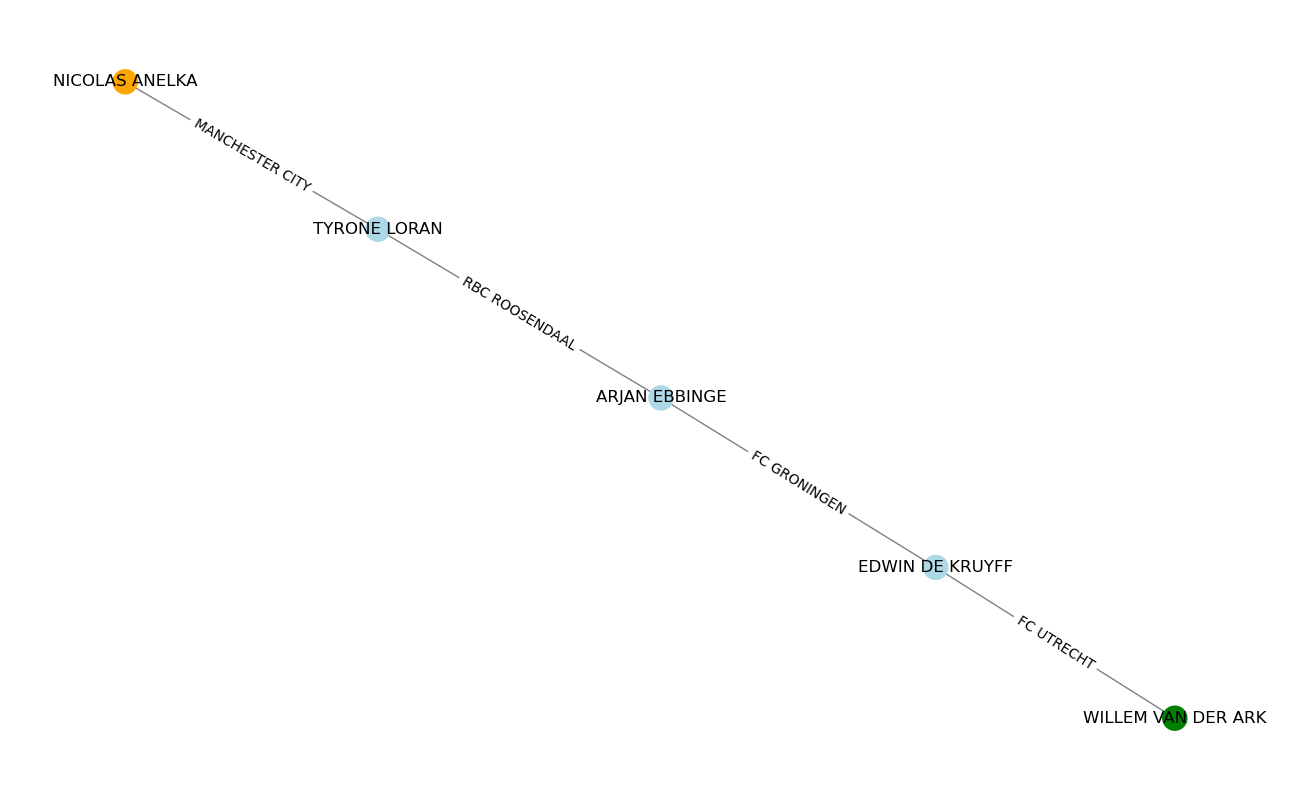 NICOLAS ANELKA
MANCHESTER CITY
TYRONE LORAN
RBC ROOSENDAAL
ARJAN EBBINGE
FC GRONINGEN
EDWIN DE KRUYFF
FC UTRECHT
WILLEM VAN DER ARK